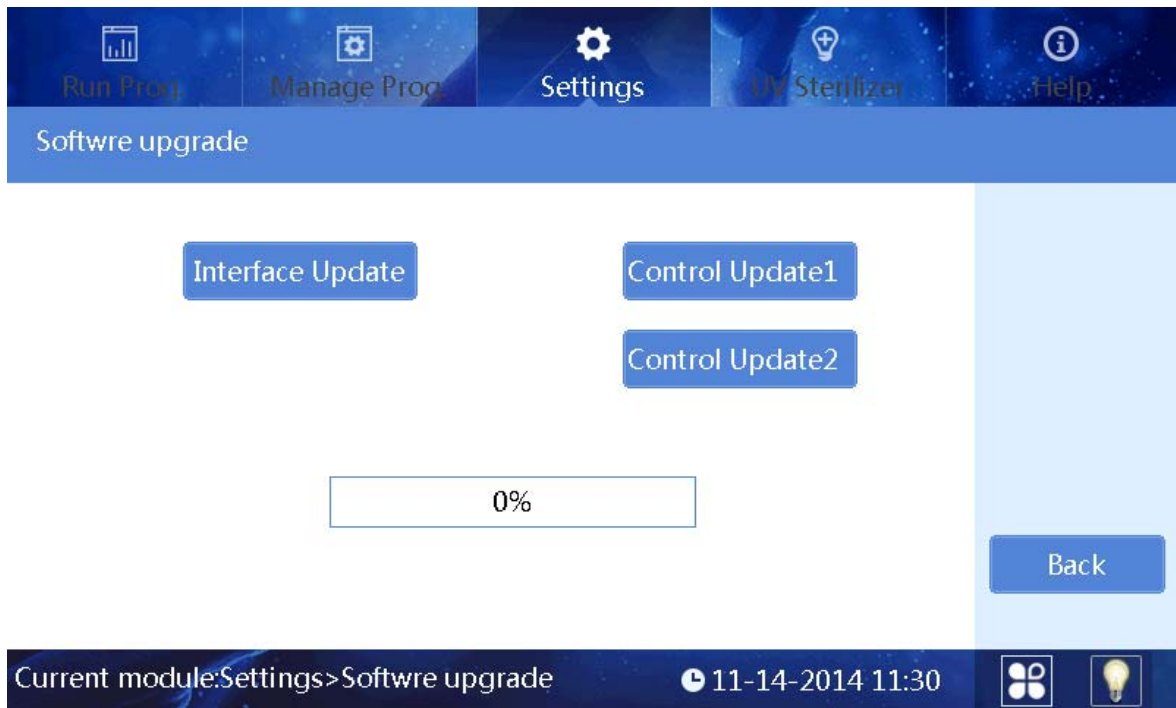 Run Prog.
Manage Prog.
Settings
UV Sterilizer
Help
Softwre upgrade
Interface Update
Control Update1
Control Update2
0%
Back
Current module:Settings>Softwre upgrade
11-14-2014 11:30